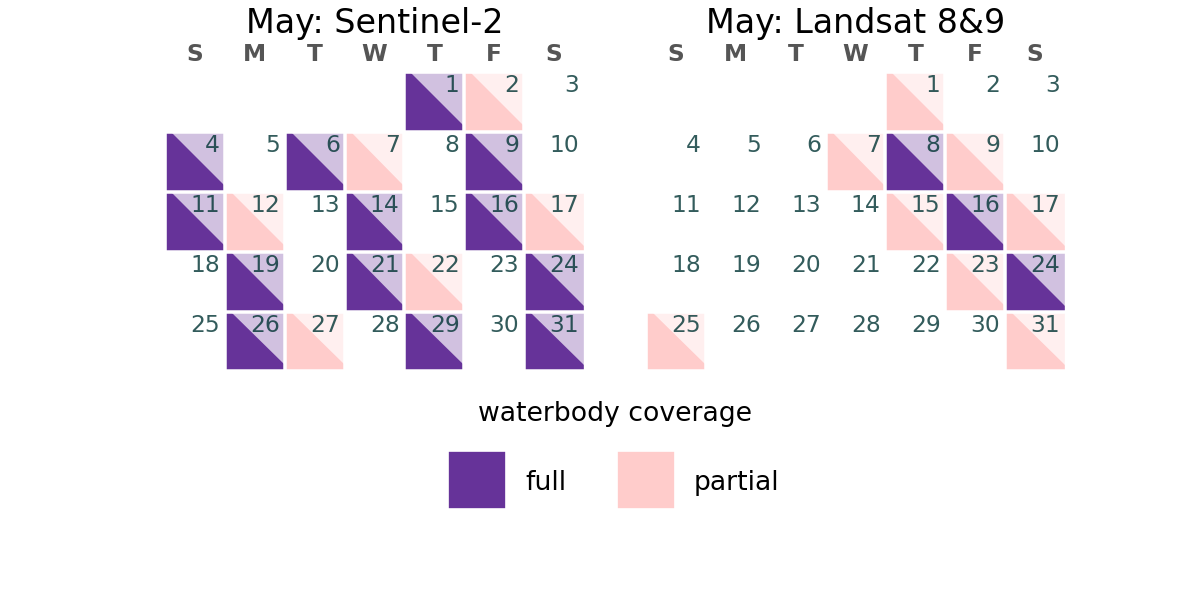 May: Sentinel-2
S M T W T F S
1 2 3
4 5 6 7 8 9 10
11 12 13 14 15 16 17
18 19 20 21 22 23 24
25 26 27 28 29 30 31
May: Landsat 8&9
S M T W T F S
1 2 3
4 5 6 7 8 9 10
11 12 13 14 15 16 17
18 19 20 21 22 23 24
25 26 27 28 29 30 31
waterbody coverage
full
partial